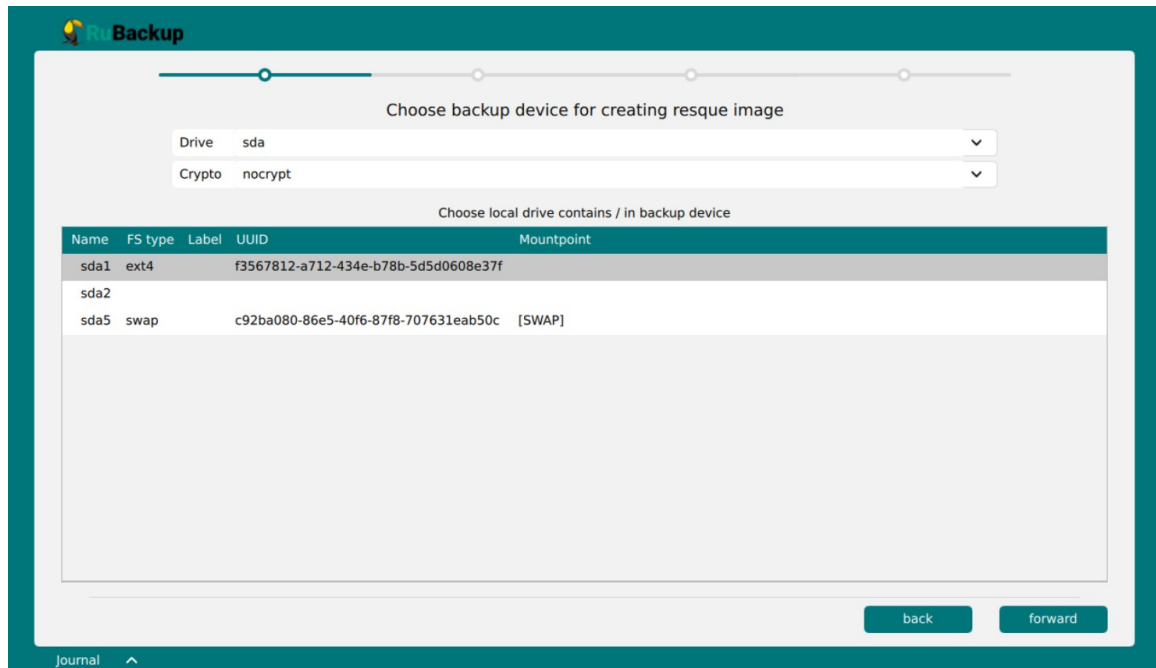 RuBackup
Choose backup device for creating resque image
Drive sda
Crypto nocrypt
Choose local drive contains / in backup device
Name FS type Label UUID Mountpoint
sda1 ext4 f3567812-a712-434e-b78b-5d5d0608e37f
sda2
sda5 swap c92ba080-86e5-40f6-87f8-707631eab50c [SWAP]
back forward
Journal